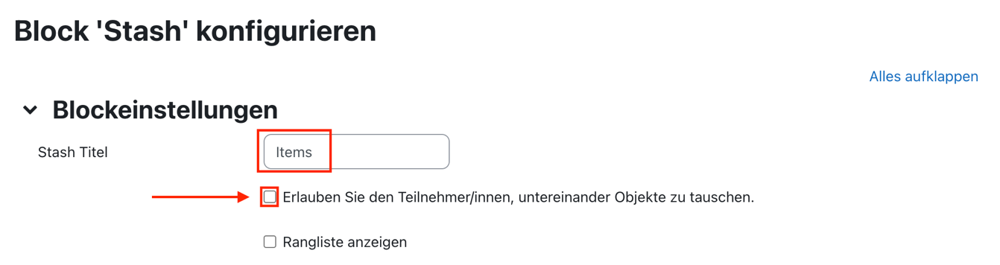 Block 'Stash' konfigurieren
Alles aufklappen
Blockeinstellungen
Stash Titel
Items
Erlauben Sie den Teilnehmer/innen, untereinander Objekte zu tauschen.
Rangliste anzeigen